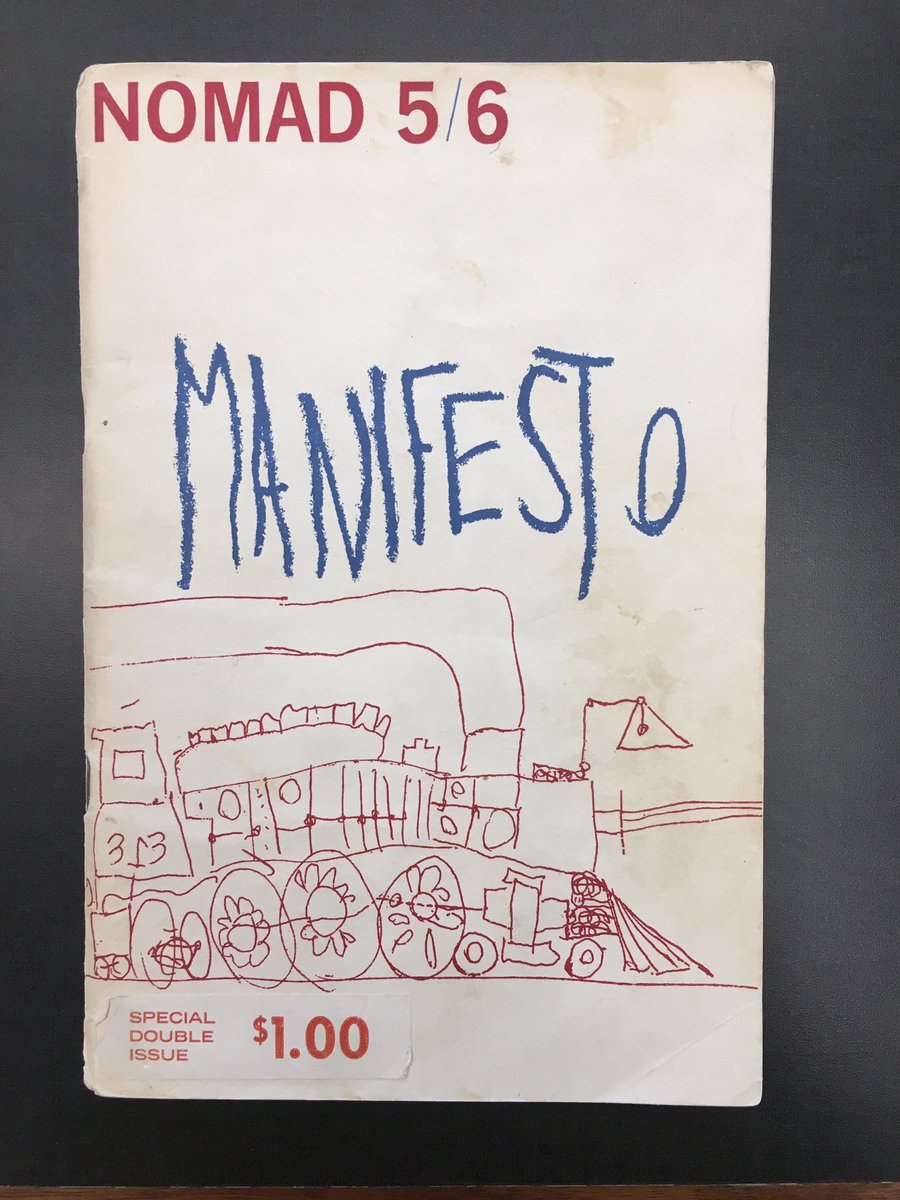 NOMAD 5/6
MANIFESTO
313
SPECIAL
DOUBLE
ISSUE
$1.00